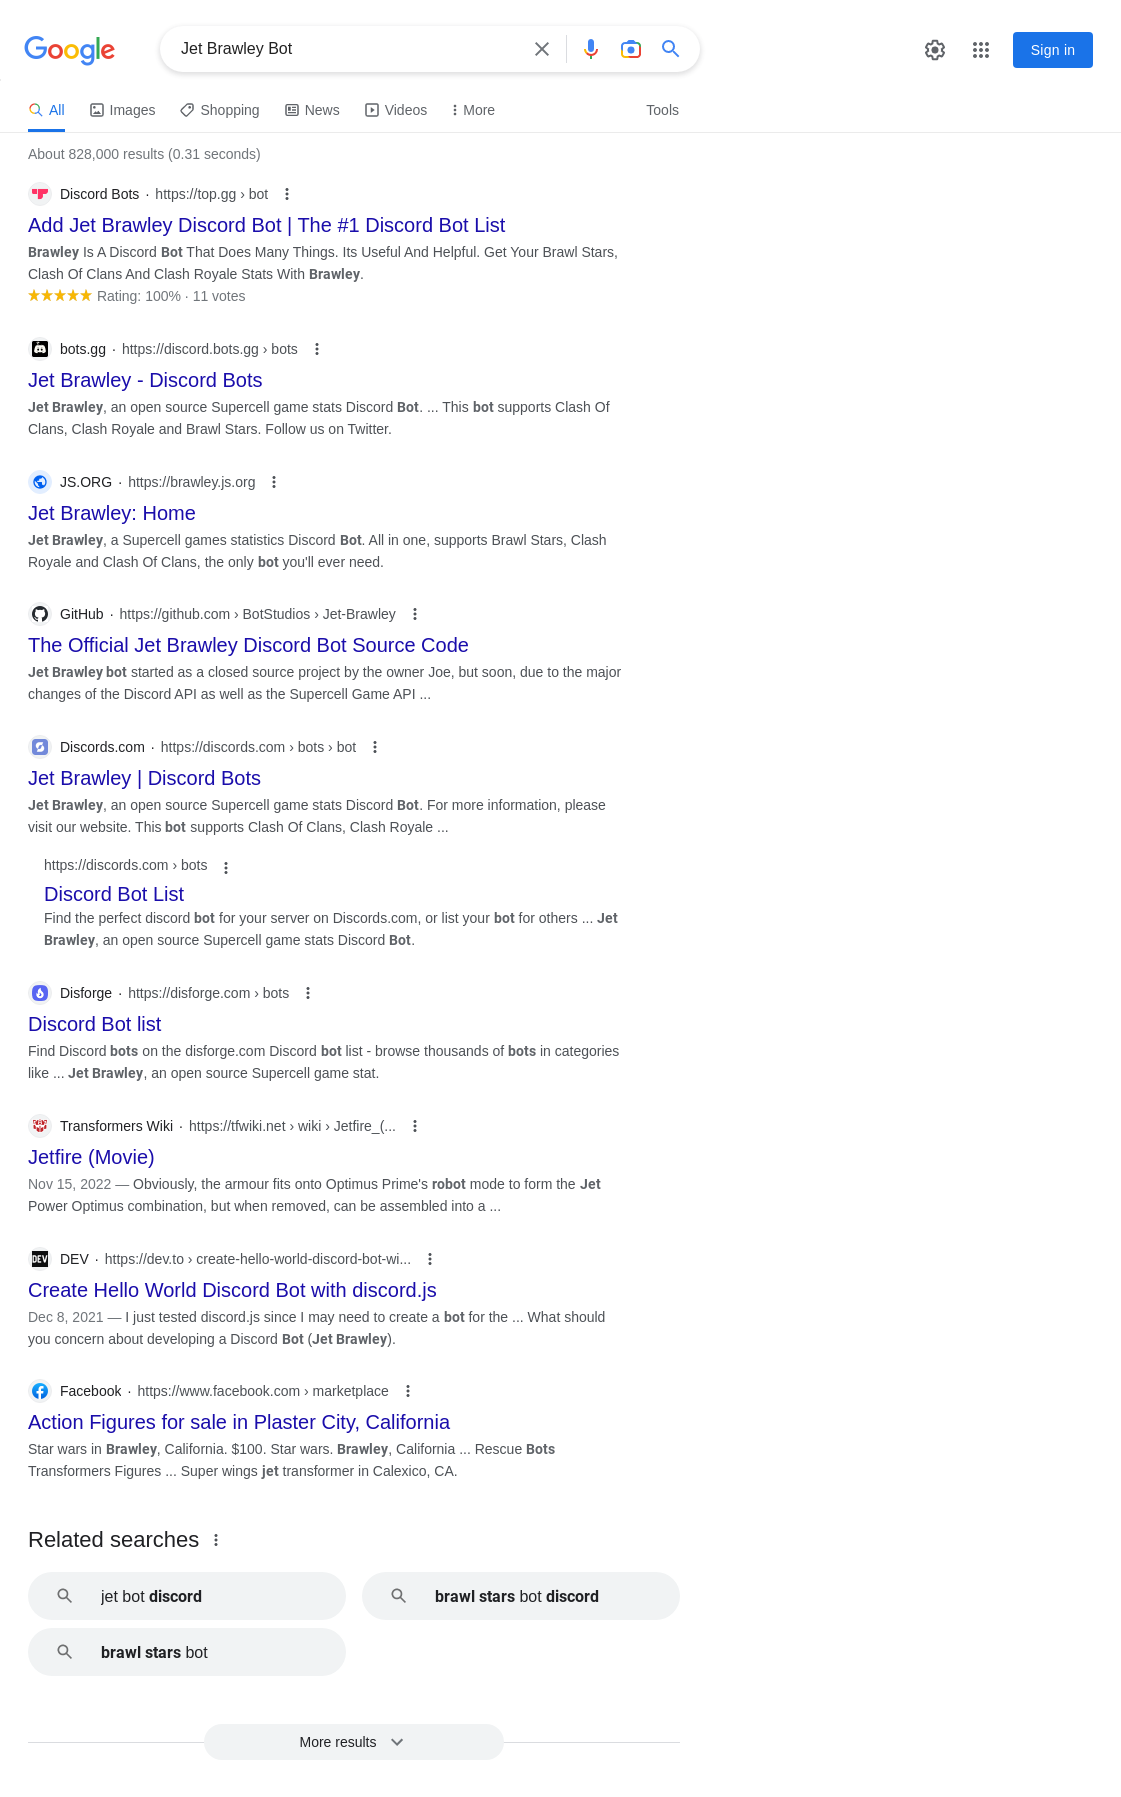 Google
Jet Brawley Bot
Sign in
All Images Shopping News Videos More Tools
About 828,000 results (0.31 seconds)
Discord Bots · https://top.gg › bot
Add Jet Brawley Discord Bot | The #1 Discord Bot List
Brawley Is A Discord Bot That Does Many Things. Its Useful And Helpful. Get Your Brawl Stars,
Clash Of Clans And Clash Royale Stats With Brawley.
Rating: 100% · 11 votes
bots.gg · https://discord.bots.gg › bots
Jet Brawley - Discord Bots
Jet Brawley, an open source Supercell game stats Discord Bot. ... This bot supports Clash Of
Clans, Clash Royale and Brawl Stars. Follow us on Twitter.
JS.ORG · https://brawley.js.org
Jet Brawley: Home
Jet Brawley, a Supercell games statistics Discord Bot. All in one, supports Brawl Stars, Clash
Royale and Clash Of Clans, the only bot you'll ever need.
GitHub · https://github.com › BotStudios › Jet-Brawley
The Official Jet Brawley Discord Bot Source Code
Jet Brawley bot started as a closed source project by the owner Joe, but soon, due to the major
changes of the Discord API as well as the Supercell Game API ...
Discords.com · https://discords.com › bots › bot
Jet Brawley | Discord Bots
Jet Brawley, an open source Supercell game stats Discord Bot. For more information, please
visit our website. This bot supports Clash Of Clans, Clash Royale ...
https://discords.com › bots
Discord Bot List
Find the perfect discord bot for your server on Discords.com, or list your bot for others ... Jet
Brawley, an open source Supercell game stats Discord Bot.
Disforge · https://disforge.com › bots
Discord Bot list
Find Discord bots on the disforge.com Discord bot list - browse thousands of bots in categories
like ... Jet Brawley, an open source Supercell game stat.
Transformers Wiki · https://tfwiki.net › wiki › Jetfire_(...
Jetfire (Movie)
Nov 15, 2022 — Obviously, the armour fits onto Optimus Prime's robot mode to form the Jet
Power Optimus combination, but when removed, can be assembled into a ...
DEV DEV · https://dev.to › create-hello-world-discord-bot-wi...
Create Hello World Discord Bot with discord.js
Dec 8, 2021 — I just tested discord.js since I may need to create a bot for the ... What should
you concern about developing a Discord Bot (Jet Brawley).
Facebook · https://www.facebook.com › marketplace
Action Figures for sale in Plaster City, California
Star wars in Brawley, California. $100. Star wars. Brawley, California ... Rescue Bots
Transformers Figures ... Super wings jet transformer in Calexico, CA.
Related searches
jet bot discord
brawl stars bot discord
brawl stars bot
More results